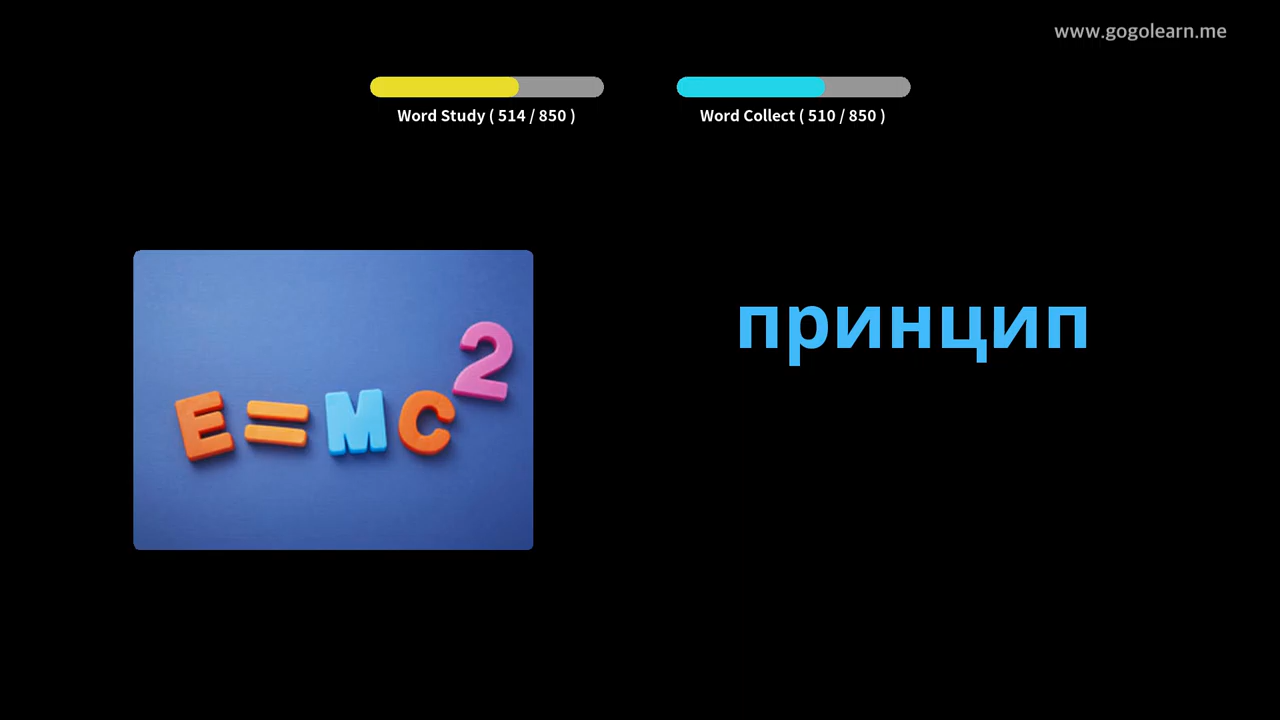 www.gogolearn.me
Word Study ( 514 / 850 )
Word Collect ( 510 / 850 )
принцип
E=MC²